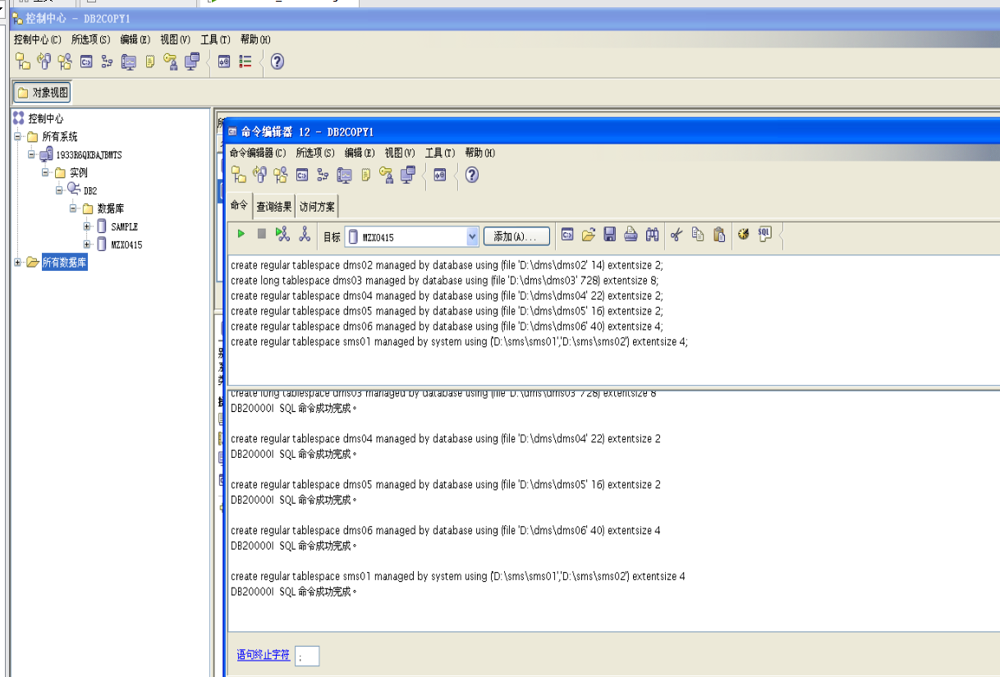 控制中心 - DB2COPY1
控制中心(C) 所选项(S) 编辑(E) 视图(V) 工具(T) 帮助(H)
对象视图
控制中心
所有系统
1933B8QKBAJBWTS
实例
DB2
数据库
SAMPLE
MZX0415
所有数据库
命令编辑器 12 - DB2COPY1
命令编辑器(C) 所选项(S) 编辑(E) 视图(V) 工具(T) 帮助(H)
命令 查询结果 访问方案
目标 MZX0415 添加(A)...
create regular tablespace dms02 managed by database using (file 'D:\dms\dms02' 14) extentsize 2;
create long tablespace dms03 managed by database using (file 'D:\dms\dms03' 728) extentsize 8;
create regular tablespace dms04 managed by database using (file 'D:\dms\dms04' 22) extentsize 2;
create regular tablespace dms05 managed by database using (file 'D:\dms\dms05' 16) extentsize 2;
create regular tablespace dms06 managed by database using (file 'D:\dms\dms06' 40) extentsize 4;
create regular tablespace sms01 managed by system using ('D:\sms\sms01','D:\sms\sms02') extentsize 4;
create long tablespace dms03 managed by database using (file 'D:\dms\dms03' 728) extentsize 8
DB20000I SQL 命令成功完成。
create regular tablespace dms04 managed by database using (file 'D:\dms\dms04' 22) extentsize 2
DB20000I SQL 命令成功完成。
create regular tablespace dms05 managed by database using (file 'D:\dms\dms05' 16) extentsize 2
DB20000I SQL 命令成功完成。
create regular tablespace dms06 managed by database using (file 'D:\dms\dms06' 40) extentsize 4
DB20000I SQL 命令成功完成。
create regular tablespace sms01 managed by system using ('D:\sms\sms01','D:\sms\sms02') extentsize 4
DB20000I SQL 命令成功完成。
语句终止字符 ;